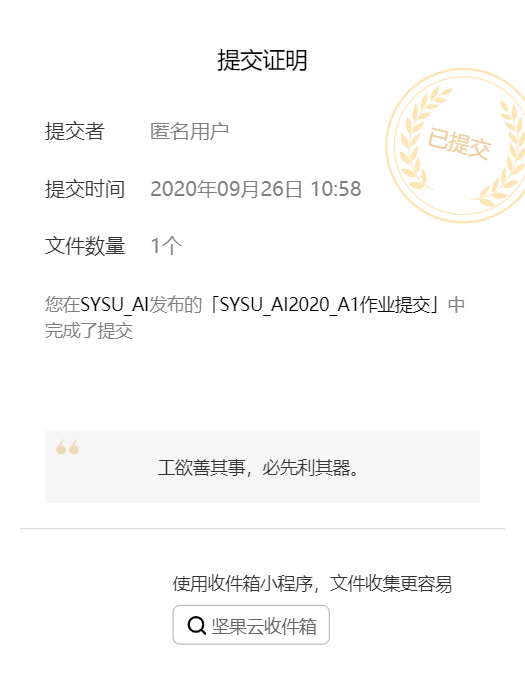 提交证明
已提交
提交者 匿名用户
提交时间 2020年09月26日 10:58
文件数量 1个
您在SYSU_AI发布的「SYSU_AI2020_A1作业提交」中
完成了提交
工欲善其事，必先利其器。
使用收件箱小程序，文件收集更容易
坚果云收件箱